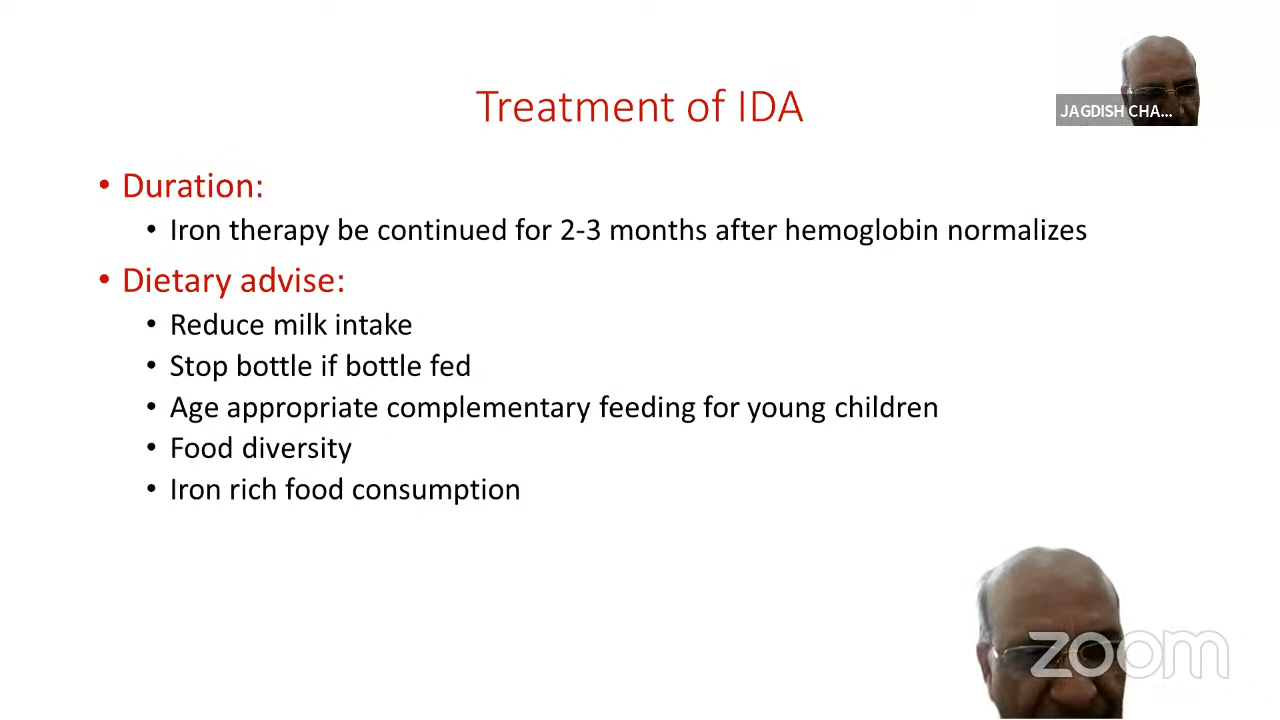 Treatment of IDA
JAGDISH CHA...
• Duration:
• Iron therapy be continued for 2-3 months after hemoglobin normalizes
• Dietary advise:
• Reduce milk intake
• Stop bottle if bottle fed
• Age appropriate complementary feeding for young children
• Food diversity
• Iron rich food consumption
zoom